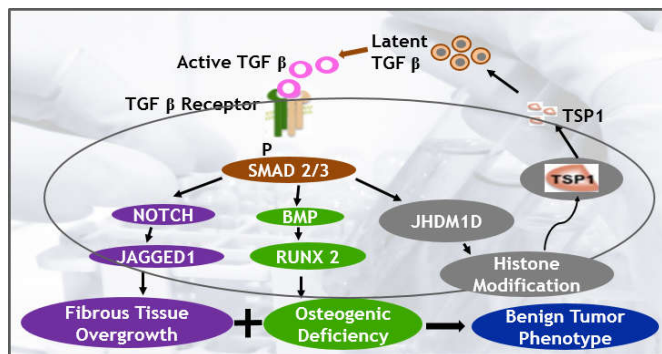 Latent
TGF β
Active TGF β
TGF β Receptor
TSP1
P
SMAD 2/3
TSP1
NOTCH
BMP
JHDM1D
JAGGED1
RUNX 2
Histone
Modification
Fibrous Tissue
Overgrowth
+
Osteogenic
Deficiency
Benign Tumor
Phenotype